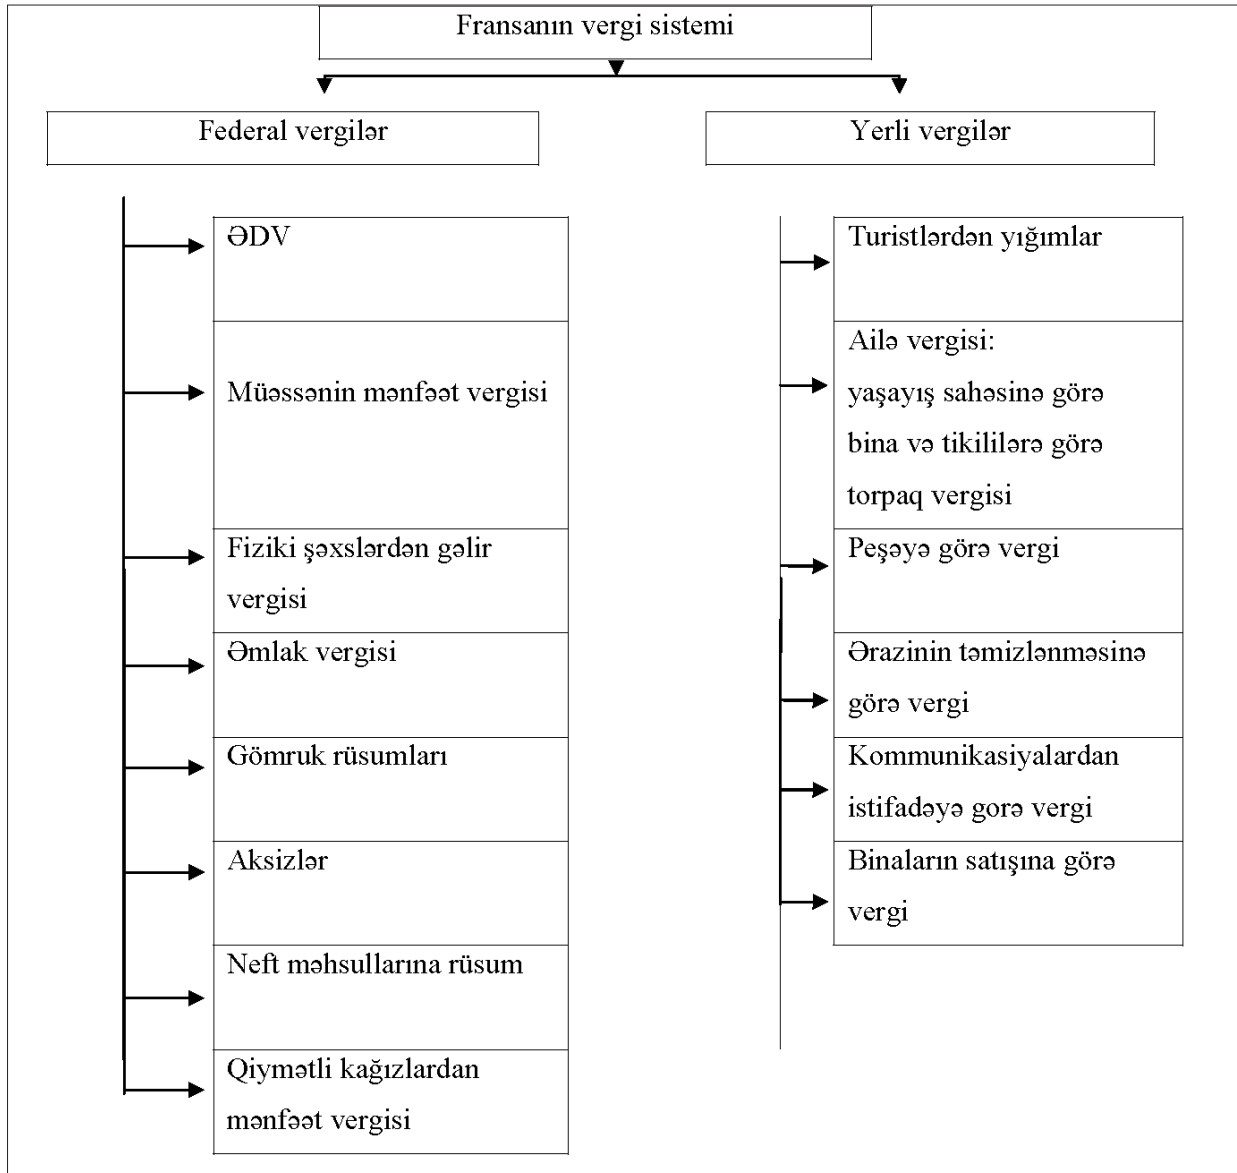 Fransanın vergi sistemi
Federal vergilər
Yerli vergilər
ƏDV
Müəssənin mənfəət vergisi
Fiziki şəxslərdən gəlir
vergisi
Əmlak vergisi
Gömruk rüsumları
Aksizlər
Neft məhsullarına rüsum
Qiymətli kağızlardan
mənfəət vergisi
Turistlərdən yığımlar
Ailə vergisi:
yaşayış sahəsinə görə
bina və tikililərə görə
torpaq vergisi
Peşəyə görə vergi
Ərazinin təmizlənməsinə
görə vergi
Kommunikasiyalardan
istifadəyə gorə vergi
Binaların satışına görə
vergi